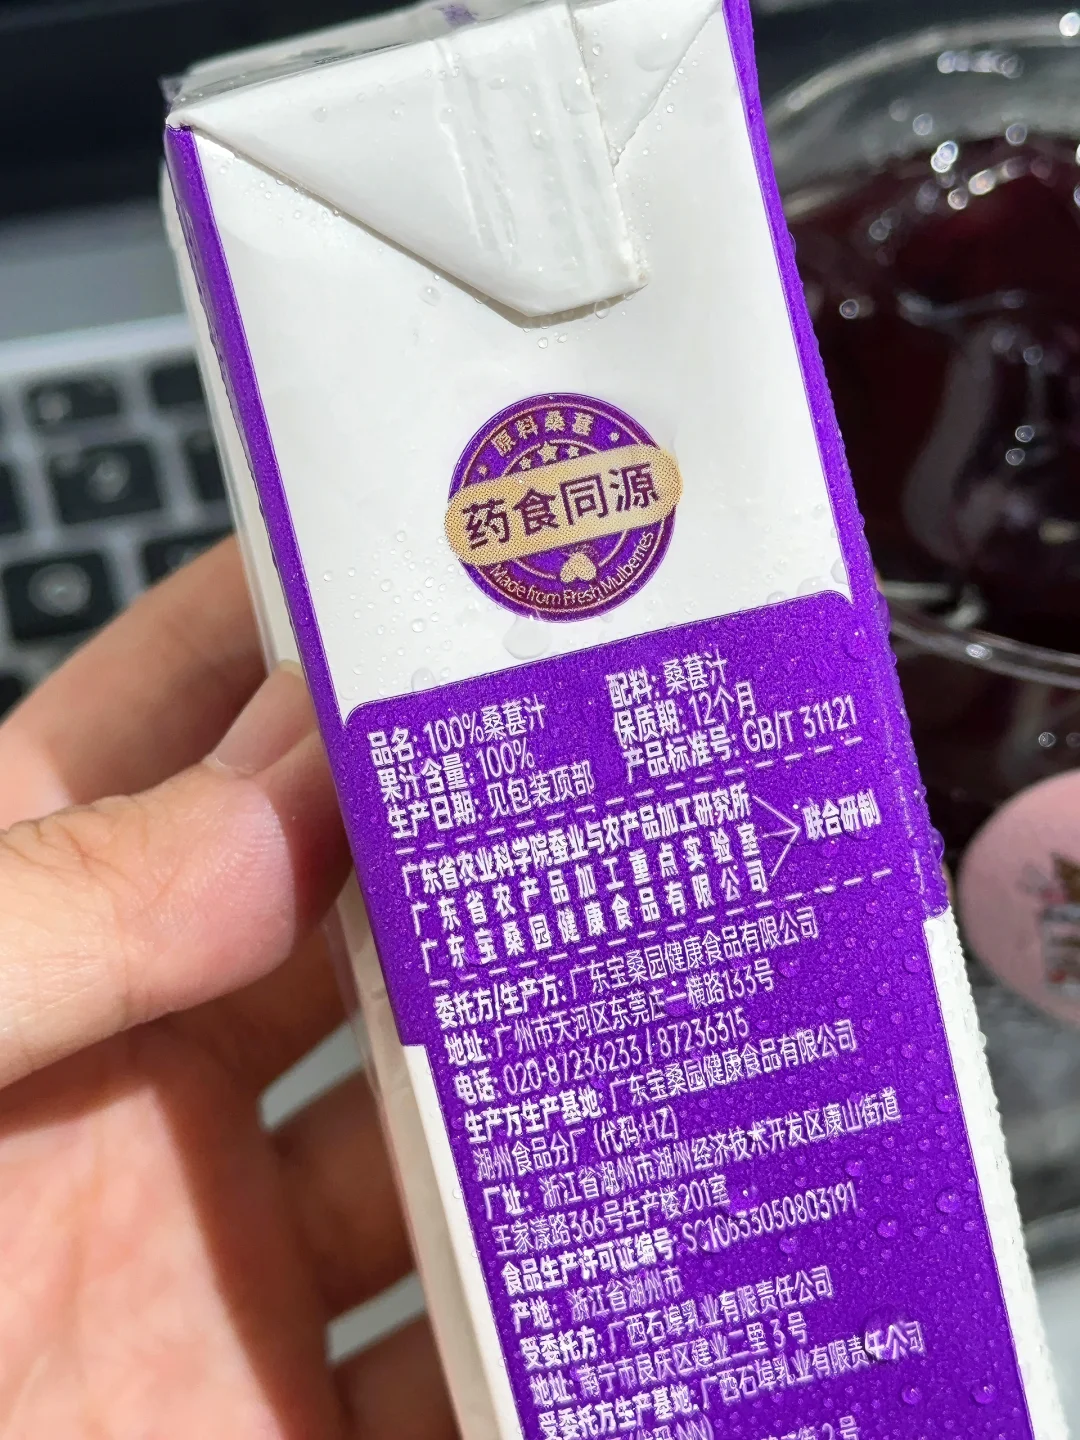 原料桑葚
药食同源
Made from Fresh Mulberries
品名: 100%桑葚汁
果汁含量: 100%
生产日期: 见包装顶部
配料: 桑葚汁
保质期: 12个月
产品标准号: GB/T 31121
广东省农业科学院蚕业与农产品加工研究所
广东省农产品加工重点实验室
广东宝桑园健康食品有限公司
联合研制
委托方/生产方: 广东宝桑园健康食品有限公司
地址: 广州市天河区东莞庄一横路133号
电话: 020-87236233 / 87236315
生产方生产基地: 广东宝桑园健康食品有限公司
湖州食品分厂 (代码:HZ)
厂址: 浙江省湖州市湖州经济技术开发区康山街道
王家漾路366号生产楼201室
食品生产许可证编号: SC10633050803191
产地: 浙江省湖州市
受委托方: 广西石埠乳业有限责任公司
地址: 南宁市良庆区建业二里3号
受委托方生产基地: 广西石埠乳业有限责任公司
2号